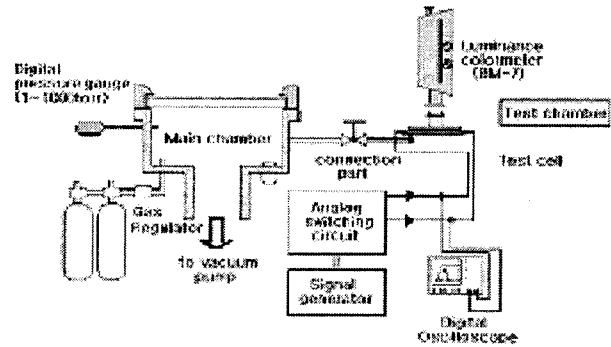 Digital
pressure gauge
(1~1000torr)
Main chamber
Gas
Regulator
to vacuum
pump
connection
part
Analog
switching
circuit
Signal
generator
Luminance
colorimeter
(BM-7)
Test chamber
Test cell
Digital
Oscilloscope